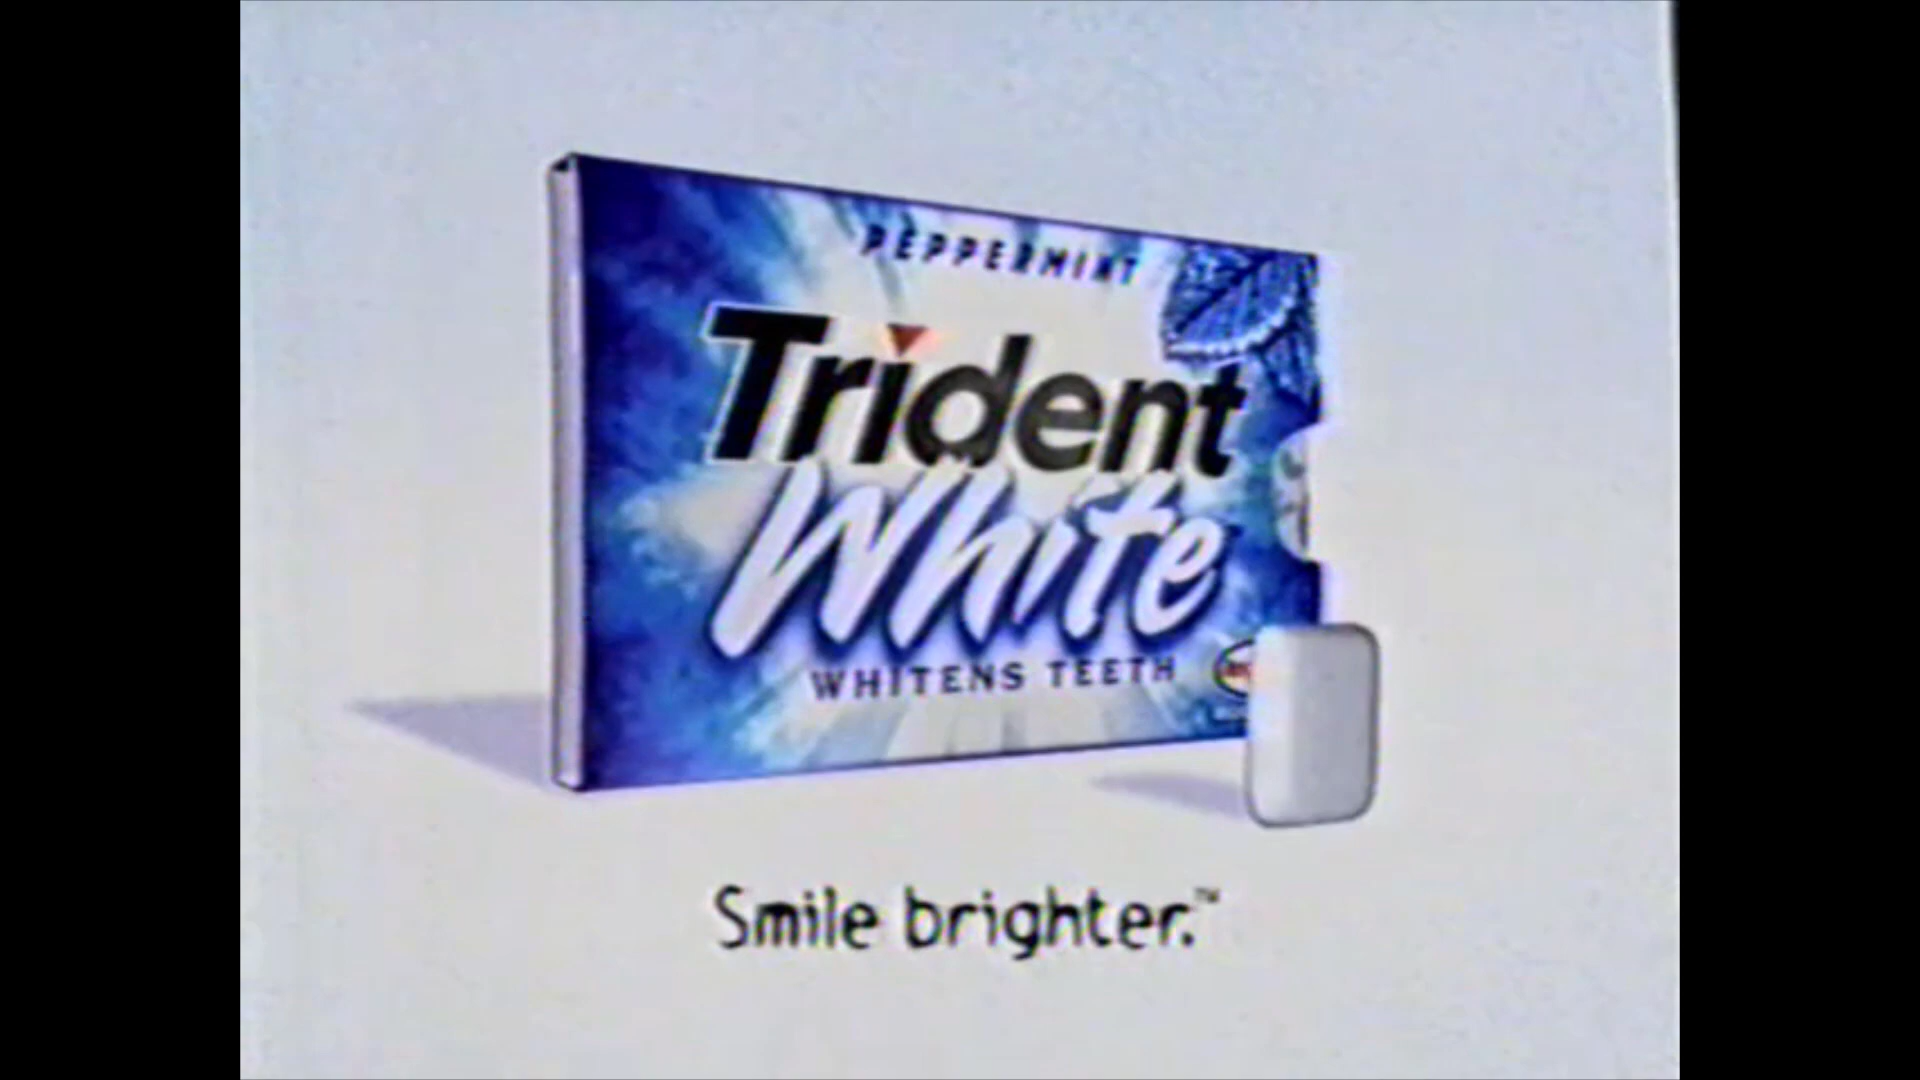 PEPPERMINT
Trident
White
WHITENS TEETH
Smile brighter.™